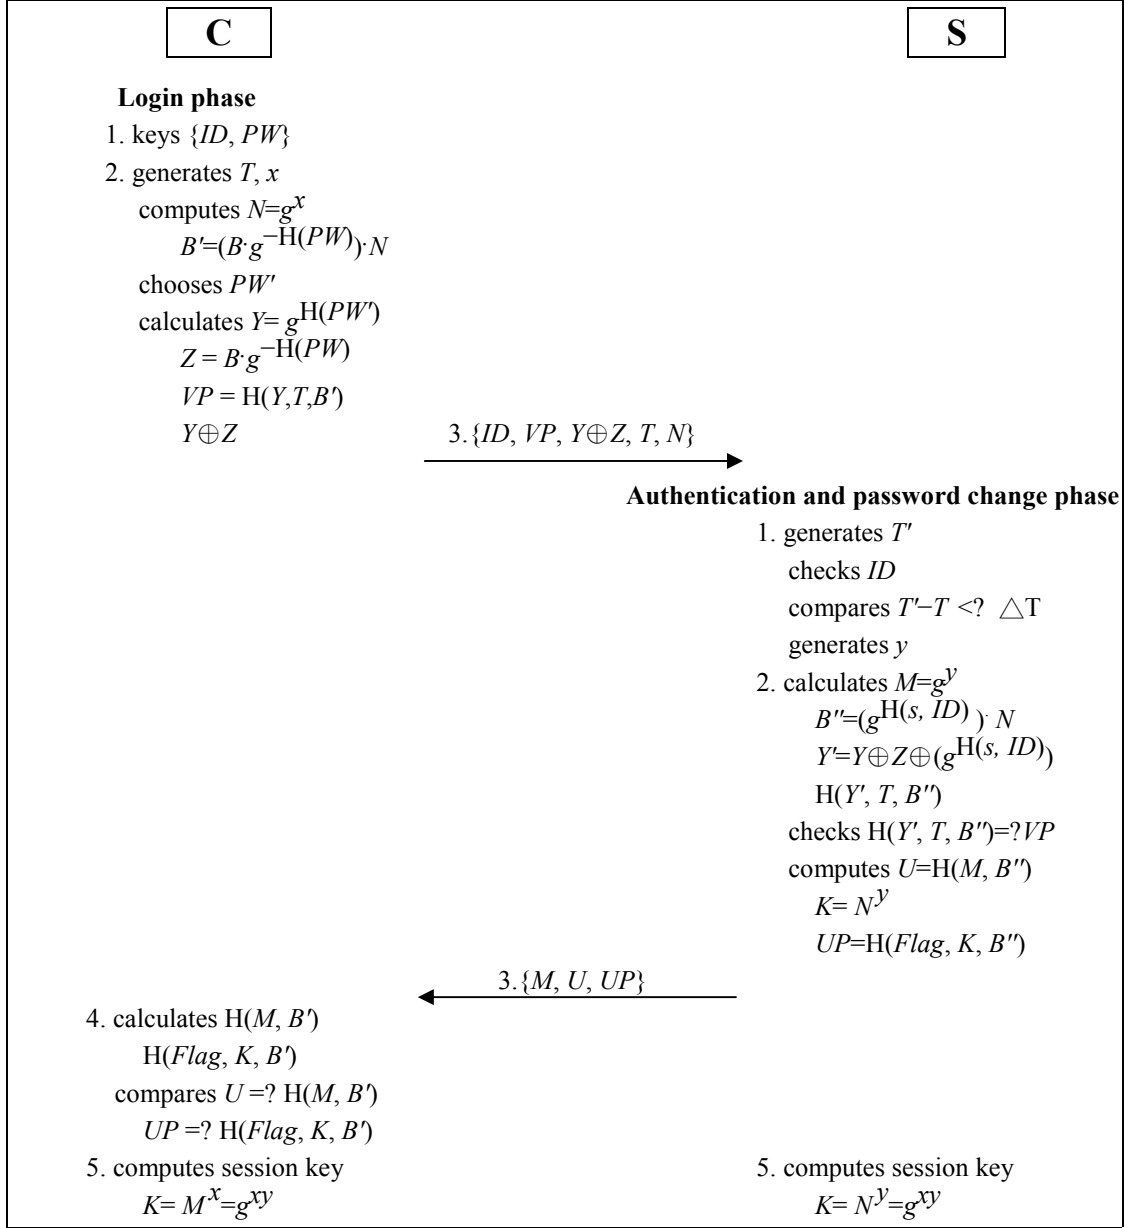 C
S
Login phase
1. keys {ID, PW}
2. generates T, x
computes N=g^x
B'=(B·g^−H(PW))·N
chooses PW'
calculates Y= g^H(PW')
Z = B·g^−H(PW)
VP = H(Y,T,B')
Y⊕Z
3.{ID, VP, Y⊕Z, T, N}
Authentication and password change phase
1. generates T'
checks ID
compares T'−T <? △T
generates y
2. calculates M=g^y
B''=(g^H(s, ID) )· N
Y'=Y⊕Z⊕(g^H(s, ID))
H(Y', T, B'')
checks H(Y', T, B'')=?VP
computes U=H(M, B'')
K= N^y
UP=H(Flag, K, B'')
3.{M, U, UP}
4. calculates H(M, B')
H(Flag, K, B')
compares U =? H(M, B')
UP =? H(Flag, K, B')
5. computes session key
K= M^x=g^xy
5. computes session key
K= N^y=g^xy